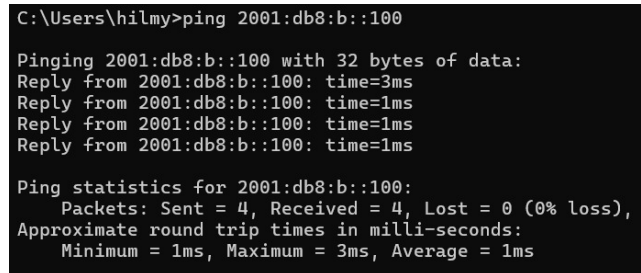 C:\Users\hilmy>ping 2001:db8:b::100
Pinging 2001:db8:b::100 with 32 bytes of data:
Reply from 2001:db8:b::100: time=3ms
Reply from 2001:db8:b::100: time=1ms
Reply from 2001:db8:b::100: time=1ms
Reply from 2001:db8:b::100: time=1ms
Ping statistics for 2001:db8:b::100:
    Packets: Sent = 4, Received = 4, Lost = 0 (0% loss),
Approximate round trip times in milli-seconds:
    Minimum = 1ms, Maximum = 3ms, Average = 1ms